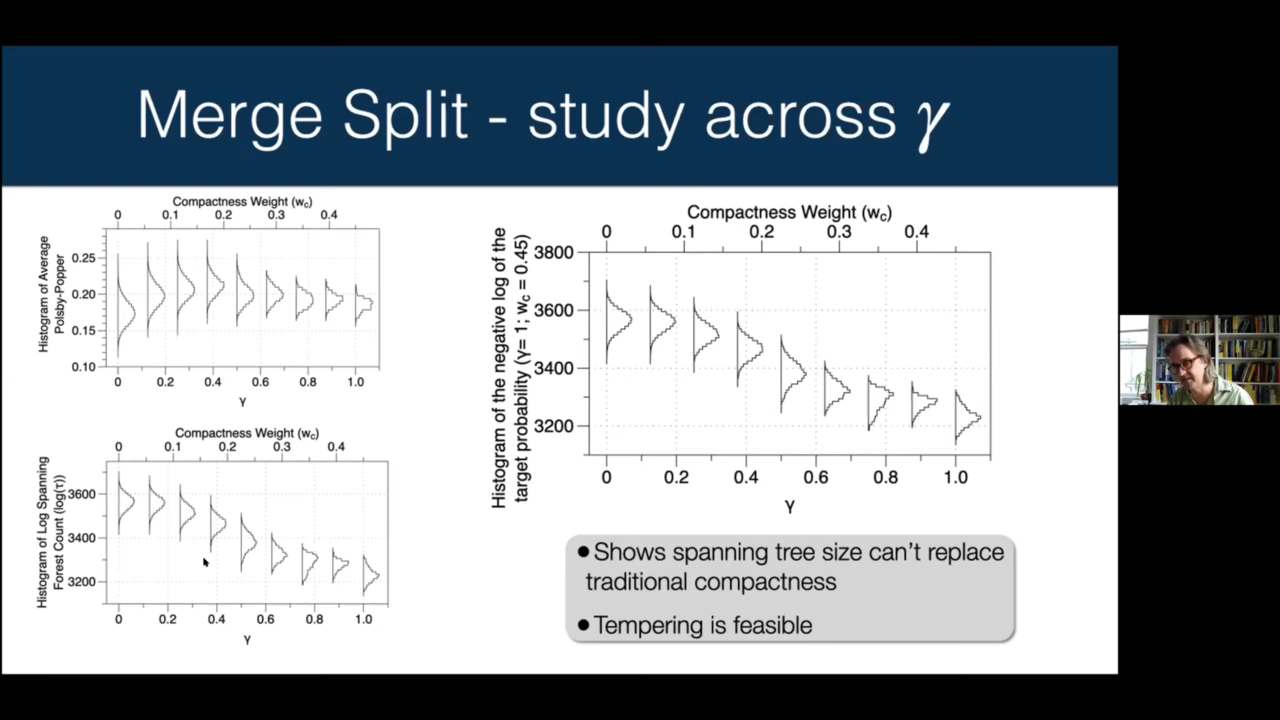 Merge Split - study across γ
Compactness Weight (w_c)
0 0.1 0.2 0.3 0.4
Histogram of Average
Polsby-Popper
0.25
0.20
0.15
0.10
0 0.2 0.4 0.6 0.8 1.0
γ
Compactness Weight (w_c)
0 0.1 0.2 0.3 0.4
Histogram of Log Spanning
Forest Count (log(τ))
3600
3400
3200
0 0.2 0.4 0.6 0.8 1.0
γ
Compactness Weight (w_c)
0 0.1 0.2 0.3 0.4
Histogram of the negative log of the
target probability (γ= 1; w_c = 0.45)
3800
3600
3400
3200
0 0.2 0.4 0.6 0.8 1.0
γ
●Shows spanning tree size can't replace
traditional compactness
●Tempering is feasible